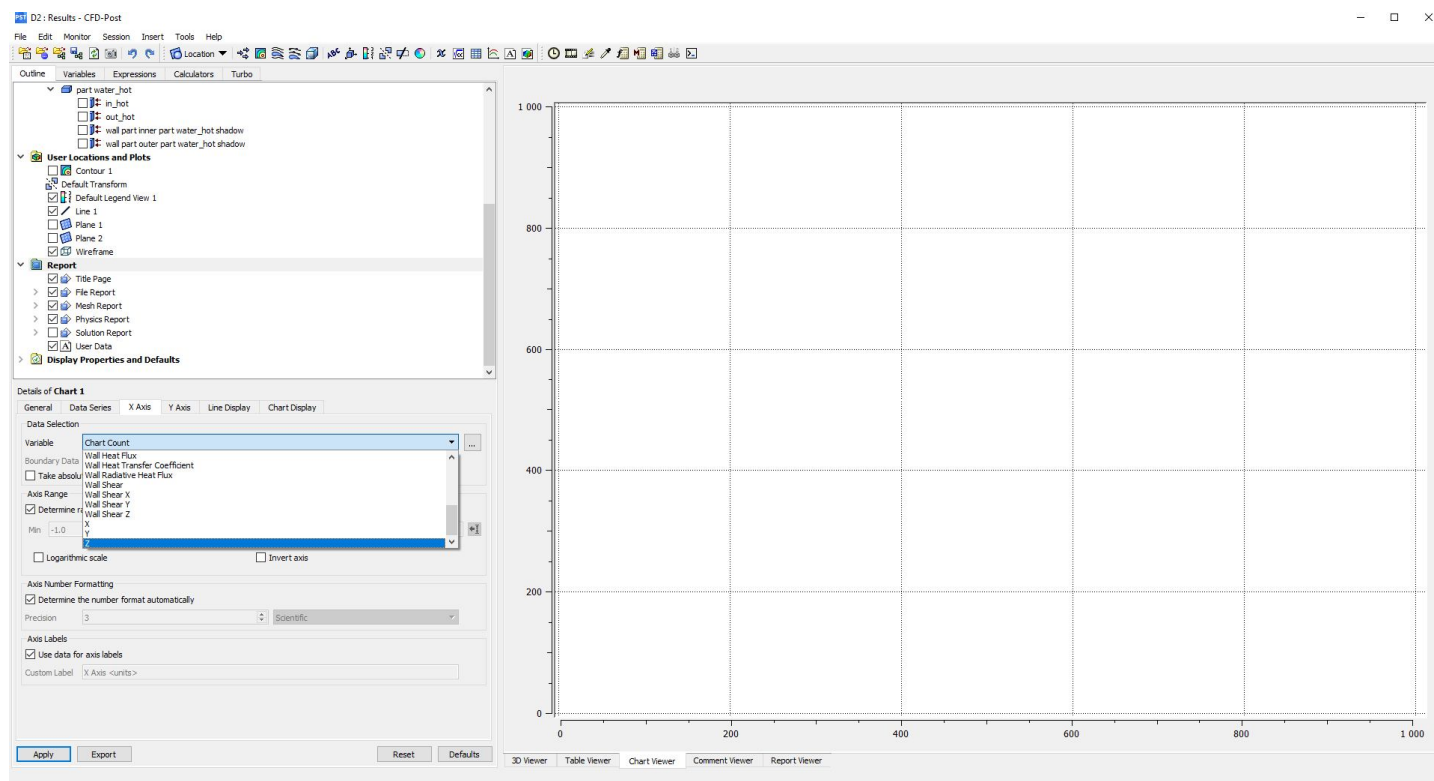 PST D2 : Results - CFD-Post
File Edit Monitor Session Insert Tools Help
Location
Outline Variables Expressions Calculators Turbo
part water_hot
in_hot
out_hot
wall part inner part water_hot shadow
wall part outer part water_hot shadow
User Locations and Plots
Contour 1
Default Transform
Default Legend View 1
Line 1
Plane 1
Plane 2
Wireframe
Report
Title Page
File Report
Mesh Report
Physics Report
Solution Report
A User Data
Display Properties and Defaults
Details of Chart 1
General Data Series X Axis Y Axis Line Display Chart Display
Data Selection
Variable Chart Count ...
Boundary Data
Wall Heat Flux
Wall Heat Transfer Coefficient
Take absolu
Wall Radiative Heat Flux
Wall Shear
Axis Range
Wall Shear X
Wall Shear Y
Determine ra
Wall Shear Z
X
Min -1.0
Y
Z
Logarithmic scale Invert axis
Axis Number Formatting
Determine the number format automatically
Precision 3 Scientific
Axis Labels
Use data for axis labels
Custom Label X Axis <units>
Apply Export Reset Defaults
1 000
800
600
400
200
0
0 200 400 600 800 1 000
3D Viewer Table Viewer Chart Viewer Comment Viewer Report Viewer